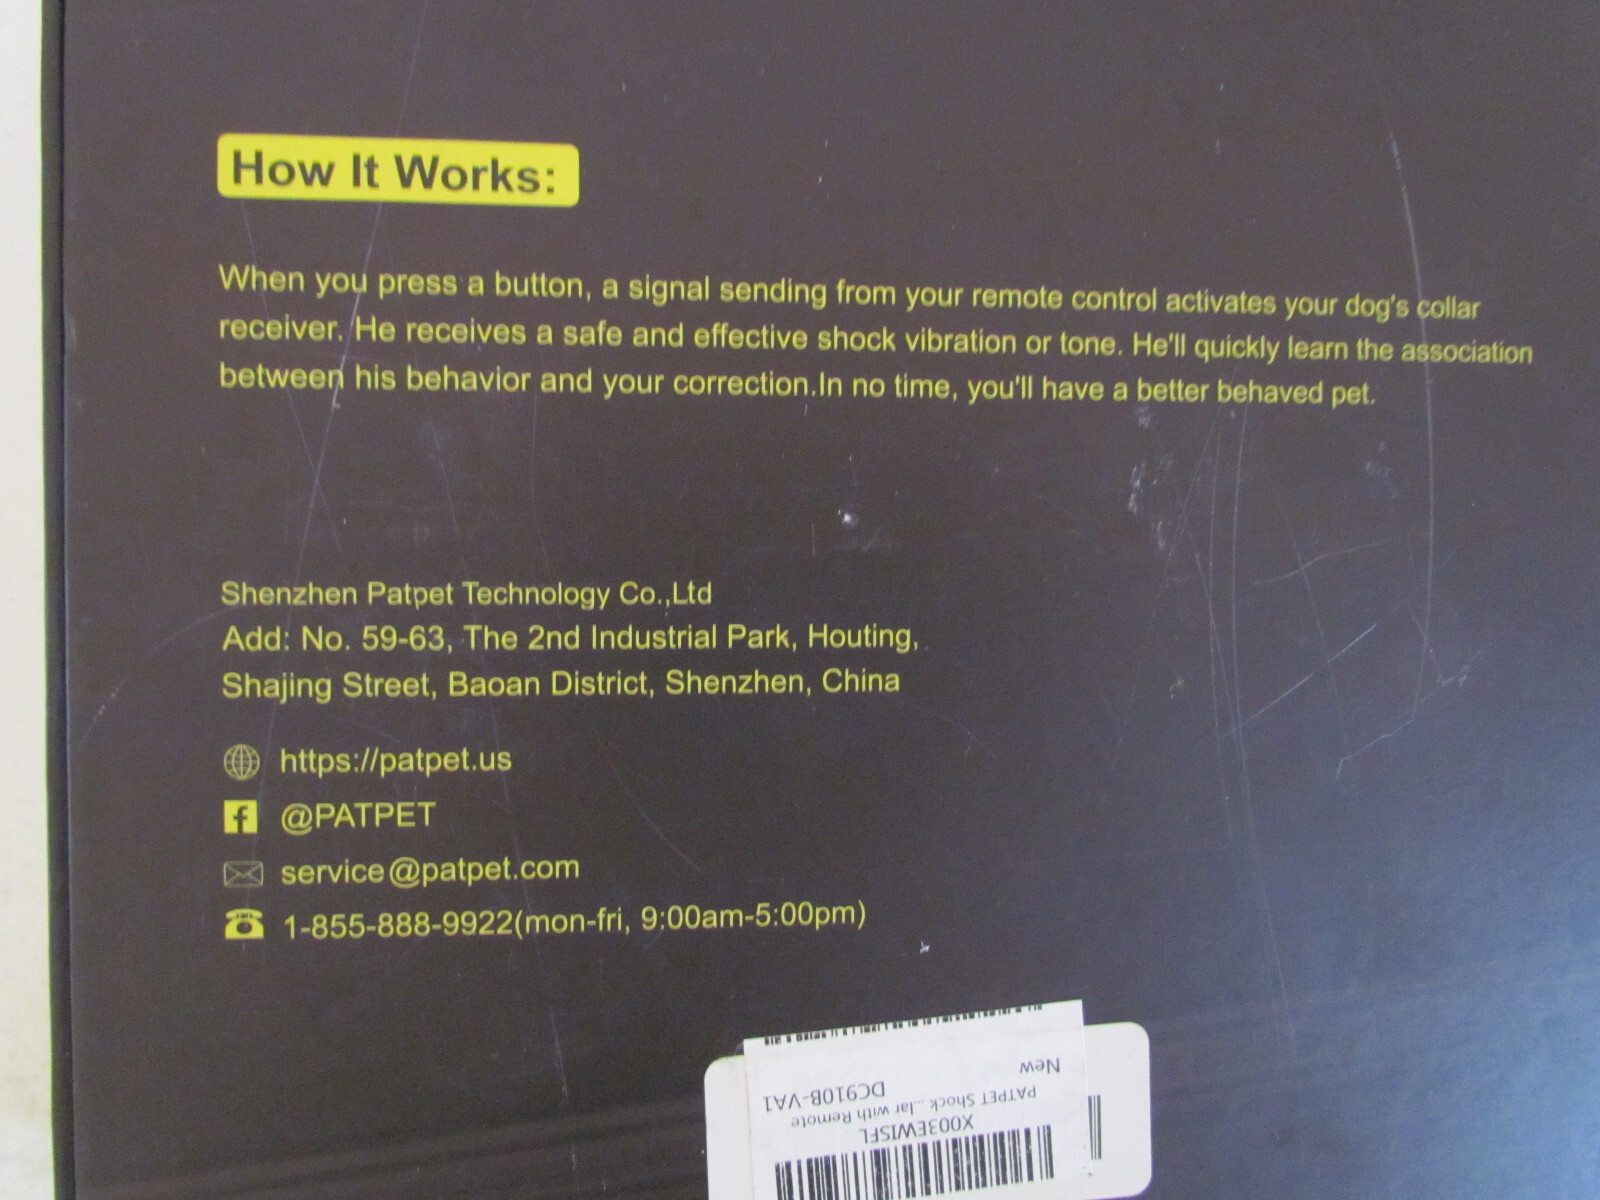 How It Works:
When you press a button, a signal sending from your remote control activates your dog's collar
receiver. He receives a safe and effective shock vibration or tone. He'll quickly learn the association
between his behavior and your correction.In no time, you'll have a better behaved pet.
Shenzhen Patpet Technology Co.,Ltd
Add: No. 59-63, The 2nd Industrial Park, Houting,
Shajing Street, Baoan District, Shenzhen, China
https://patpet.us
@PATPET
service@patpet.com
1-855-888-9922(mon-fri, 9:00am-5:00pm)
X003EWISFL
PATPET Shock ...lar with Remote
DC910B-VA1
New